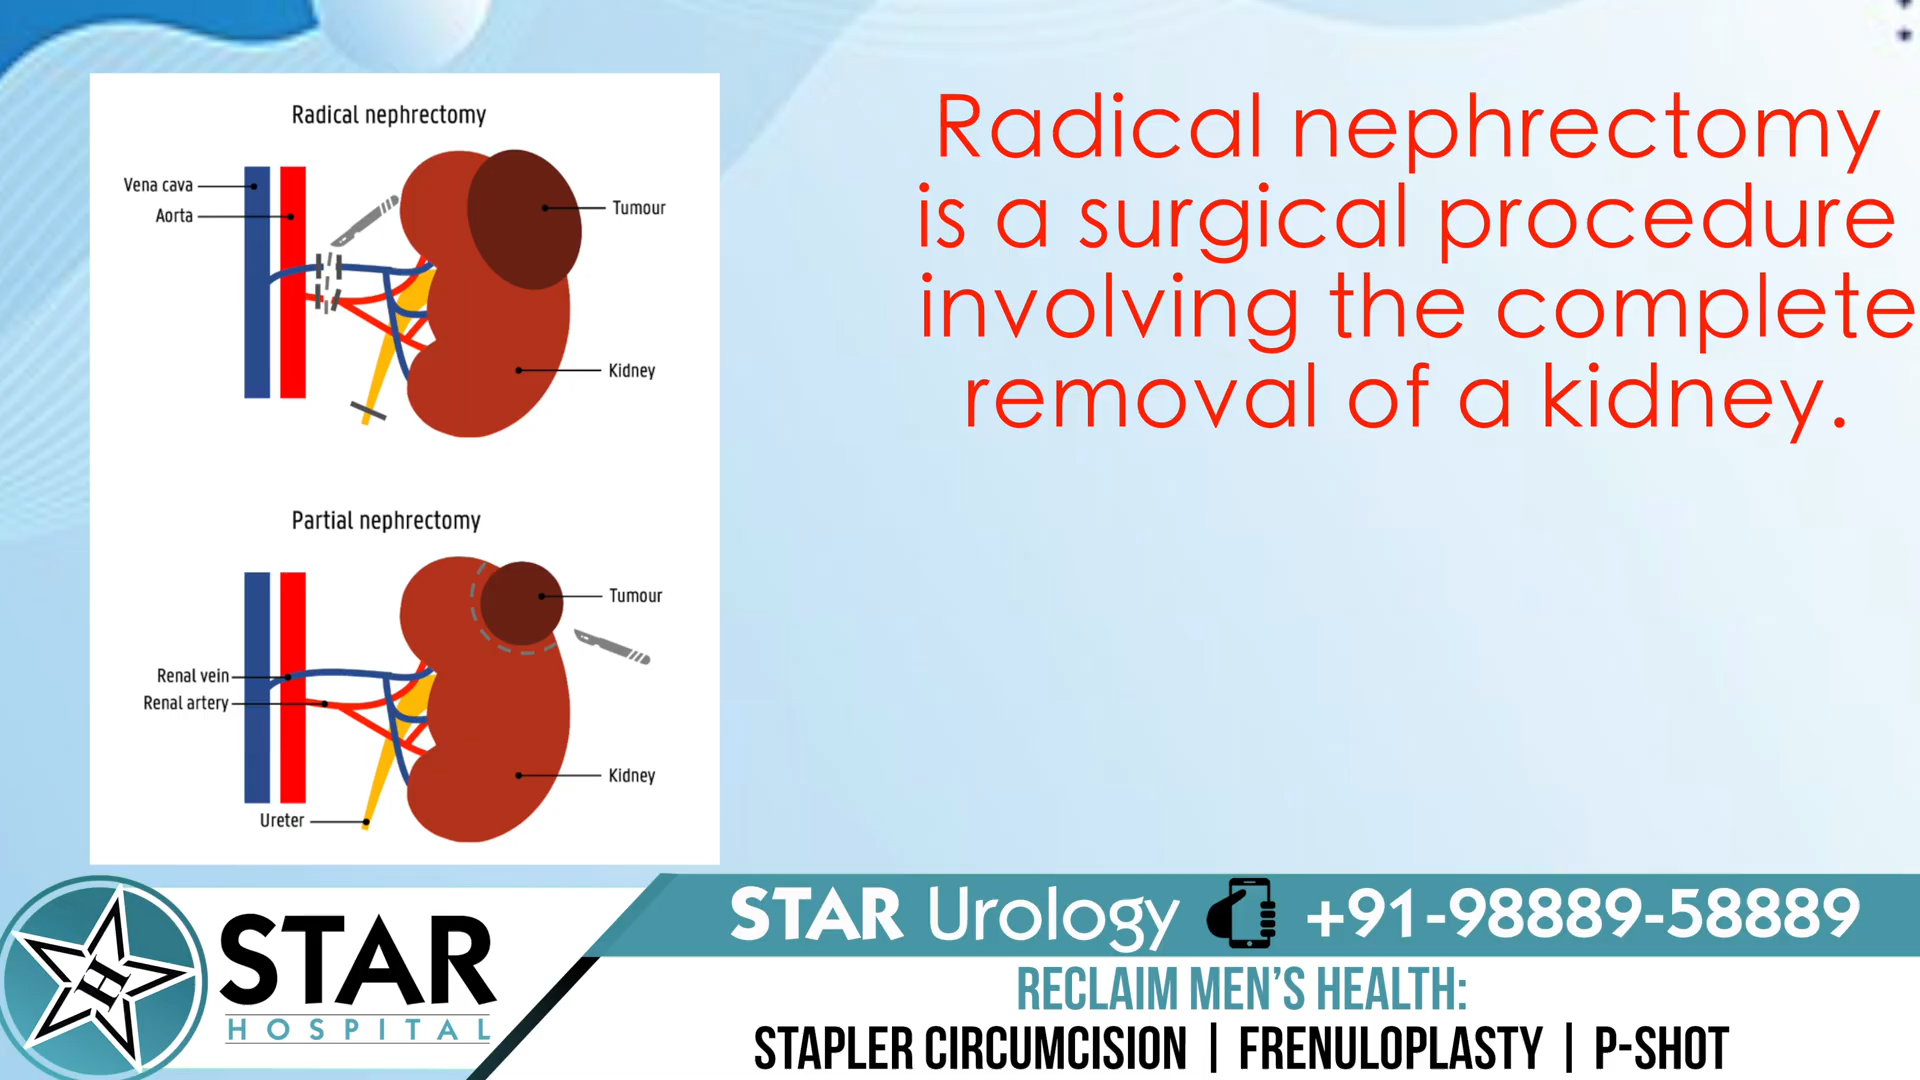 Radical nephrectomy
Vena cava
Aorta
Tumour
Kidney
Partial nephrectomy
Tumour
Renal vein
Renal artery
Kidney
Ureter
Radical nephrectomy
is a surgical procedure
involving the complete
removal of a kidney.
H
STAR
HOSPITAL
STAR Urology +91-98889-58889
RECLAIM MEN'S HEALTH:
STAPLER CIRCUMCISION | FRENULOPLASTY | P-SHOT